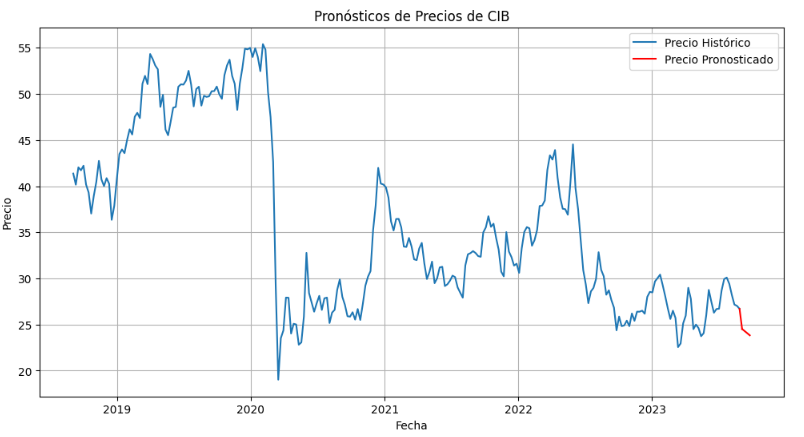 Pronósticos de Precios de CIB
Precio Histórico
Precio Pronosticado
55
50
45
40
35
30
25
20
Precio
2019 2020 2021 2022 2023
Fecha